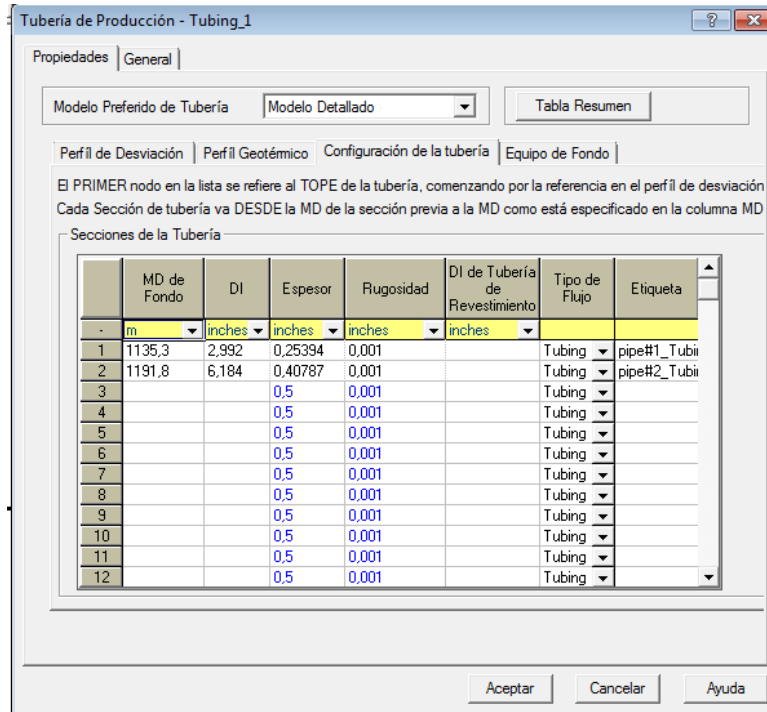 Tubería de Producción - Tubing_1
Propiedades General
Modelo Preferido de Tubería Modelo Detallado Tabla Resumen
Perfíl de Desviación Perfíl Geotérmico Configuración de la tubería Equipo de Fondo
El PRIMER nodo en la lista se refiere al TOPE de la tubería, comenzando por la referencia en el perfíl de desviación
Cada Sección de tubería va DESDE la MD de la sección previa a la MD como está especificado en la columna MD
Secciones de la Tubería
MD de Fondo DI Espesor Rugosidad DI de Tubería de Revestimiento Tipo de Flujo Etiqueta
- m inches inches inches inches
1 1135,3 2,992 0,25394 0,001 Tubing pipe#1_Tubi
2 1191,8 6,184 0,40787 0,001 Tubing pipe#2_Tubi
3 0,5 0,001 Tubing
4 0,5 0,001 Tubing
5 0,5 0,001 Tubing
6 0,5 0,001 Tubing
7 0,5 0,001 Tubing
8 0,5 0,001 Tubing
9 0,5 0,001 Tubing
10 0,5 0,001 Tubing
11 0,5 0,001 Tubing
12 0,5 0,001 Tubing
Aceptar Cancelar Ayuda